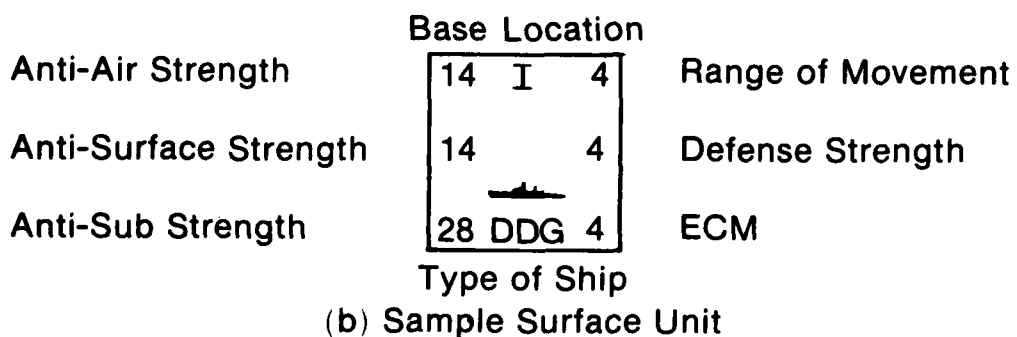 Base Location
Anti-Air Strength 14 I 4 Range of Movement
Anti-Surface Strength 14 4 Defense Strength
Anti-Sub Strength 28 DDG 4 ECM
Type of Ship
(b) Sample Surface Unit